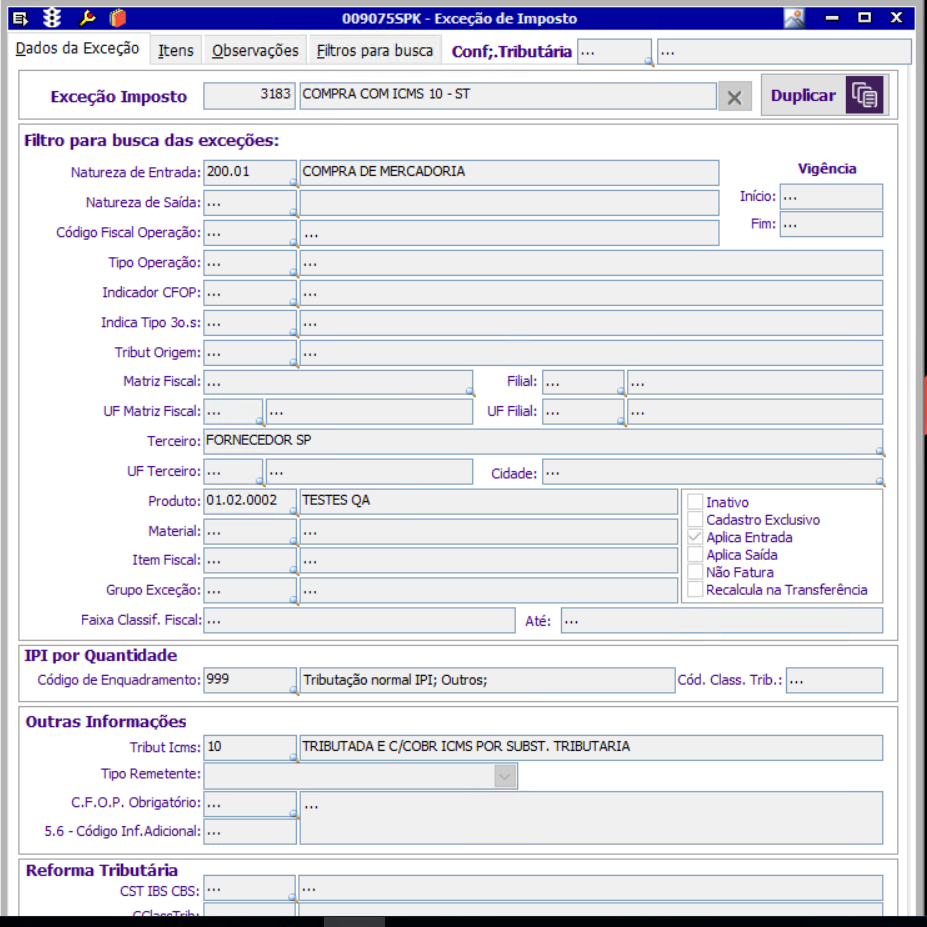 009075SPK - Exceção de Imposto
Dados da Exceção Itens Observações Filtros para busca Conf;.Tributária ... ...
Exceção Imposto 3183 COMPRA COM ICMS 10 - ST Duplicar
Filtro para busca das exceções:
Natureza de Entrada: 200.01 COMPRA DE MERCADORIA Vigência
Natureza de Saída: ... Início: ...
Código Fiscal Operação: ... ... Fim: ...
Tipo Operação: ... ...
Indicador CFOP: ... ...
Indica Tipo 3o.s: ... ...
Tribut Origem: ... ...
Matriz Fiscal: ... Filial: ... ...
UF Matriz Fiscal: ... ... UF Filial: ... ...
Terceiro: FORNECEDOR SP
UF Terceiro: ... ... Cidade: ...
Produto: 01.02.0002 TESTES QA Inativo
Cadastro Exclusivo
Material: ... ... Aplica Entrada
Aplica Saída
Item Fiscal: ... ... Não Fatura
Grupo Exceção: ... ... Recalcula na Transferência
Faixa Classif. Fiscal: ... Até: ...
IPI por Quantidade
Código de Enquadramento: 999 Tributação normal IPI; Outros; Cód. Class. Trib.: ...
Outras Informações
Tribut Icms: 10 TRIBUTADA E C/COBR ICMS POR SUBST. TRIBUTARIA
Tipo Remetente:
C.F.O.P. Obrigatório: ... ...
5.6 - Código Inf.Adicional: ...
Reforma Tributária
CST IBS CBS: ... ...
CClassTrib: